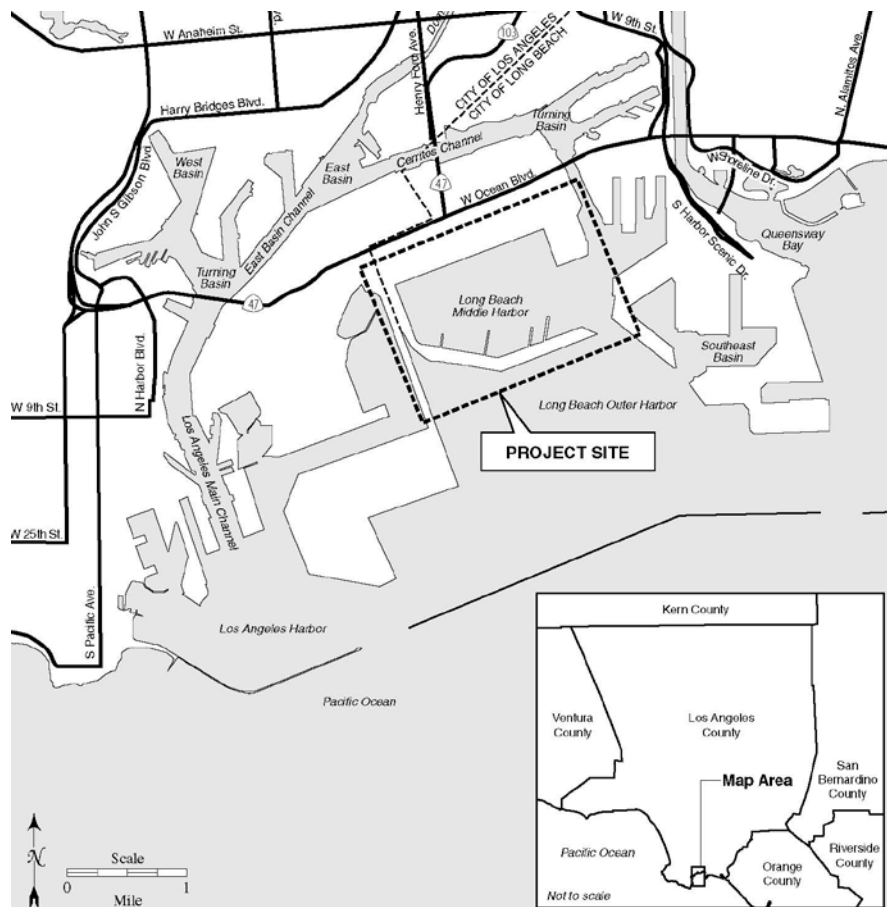 W Anaheim St.
103
W 9th St.
N. Alamitos Ave.
Henry Ford Ave.
CITY OF LOS ANGELES
CITY OF LONG BEACH
Harry Bridges Blvd.
Turning
Basin
Cerritos Channel
East
Basin
West
Basin
47
W Ocean Blvd.
W Shoreline Dr.
John S Gibson Blvd.
East Basin Channel
S Harbor Scenic Dr.
Queensway
Bay
Turning
Basin
47
Long Beach
Middle Harbor
Southeast
Basin
N Harbor Blvd.
W 9th St.
Long Beach Outer Harbor
PROJECT SITE
Los Angeles Main Channel
W 25th St.
S Pacific Ave.
Los Angeles Harbor
Pacific Ocean
Kern County
Ventura
County
Los Angeles
County
San
Bernardino
County
Map Area
Pacific Ocean
Orange
County
Riverside
County
Not to scale
N
Scale
0 1
Mile